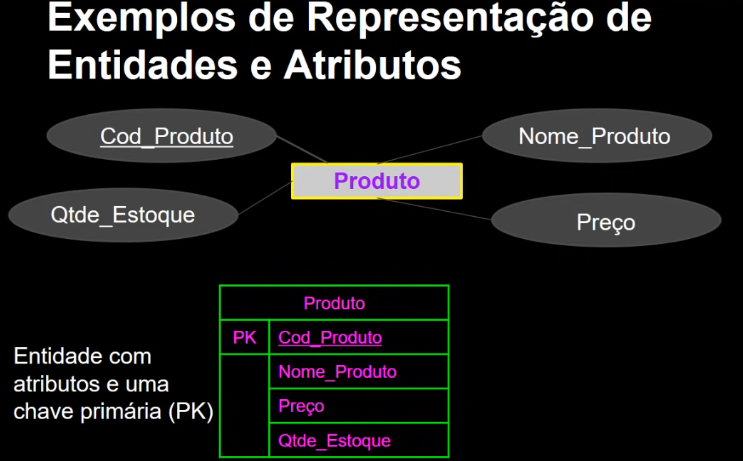 Exemplos de Representação de
Entidades e Atributos
Cod_Produto
Nome_Produto
Produto
Qtde_Estoque
Preço
Produto
PK Cod_Produto
Nome_Produto
Preço
Qtde_Estoque
Entidade com
atributos e uma
chave primária (PK)